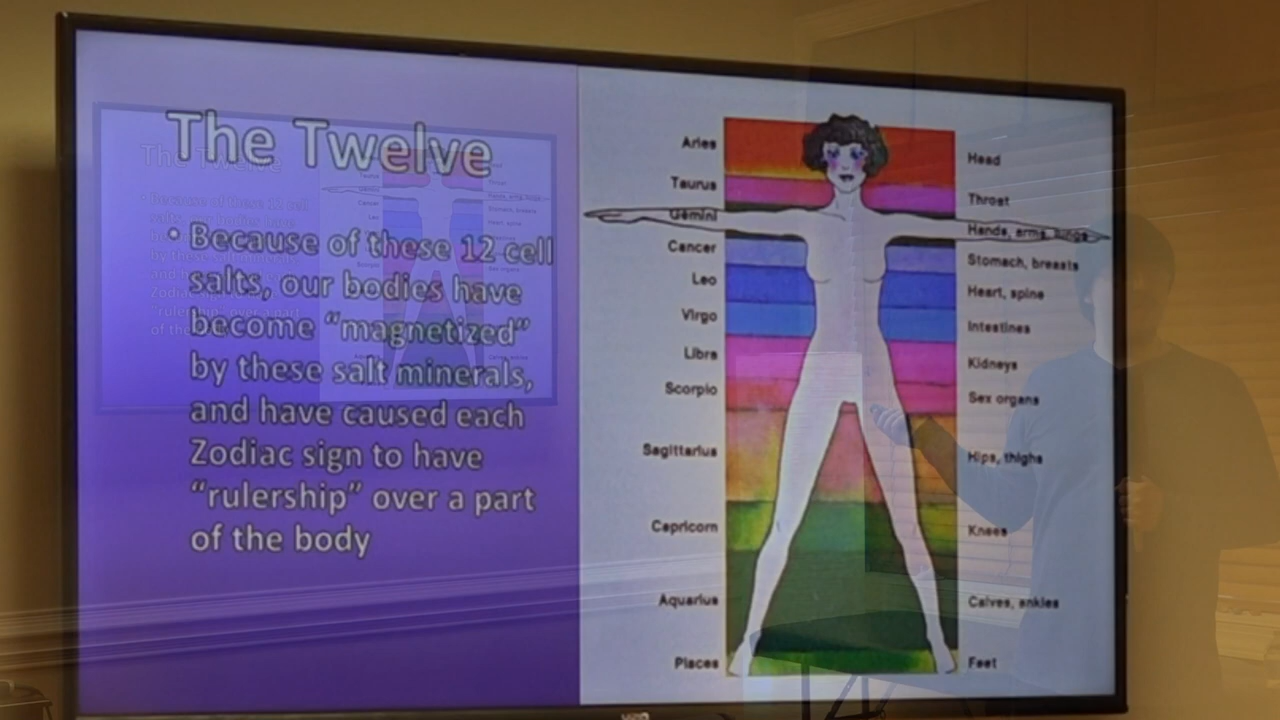 The Twelve
• Because of these 12 cell
salts, our bodies have
become “magnetized”
by these salt minerals,
and have caused each
Zodiac sign to have
“rulership” over a part
of the body
Aries
Taurus
Gemini
Cancer
Leo
Virgo
Libra
Scorpio
Sagittarius
Capricorn
Aquarius
Pisces
Head
Throat
Hands, arms, lungs
Stomach, breasts
Heart, spine
Intestines
Kidneys
Sex organs
Hips, thighs
Knees
Calves, ankles
Feet